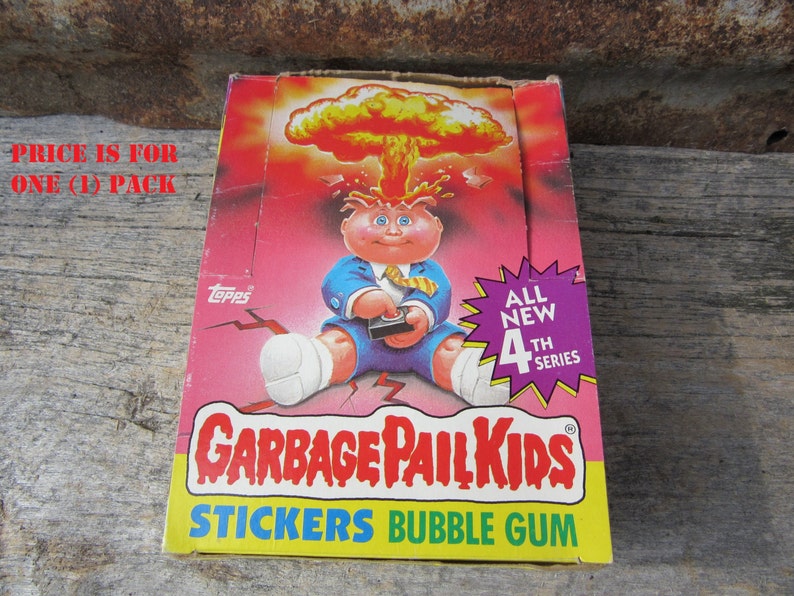 PRICE IS FOR
ONE (1) PACK
topps®
ALL
NEW
4TH
SERIES
GARBAGE PAIL KIDS®
STICKERS BUBBLE GUM